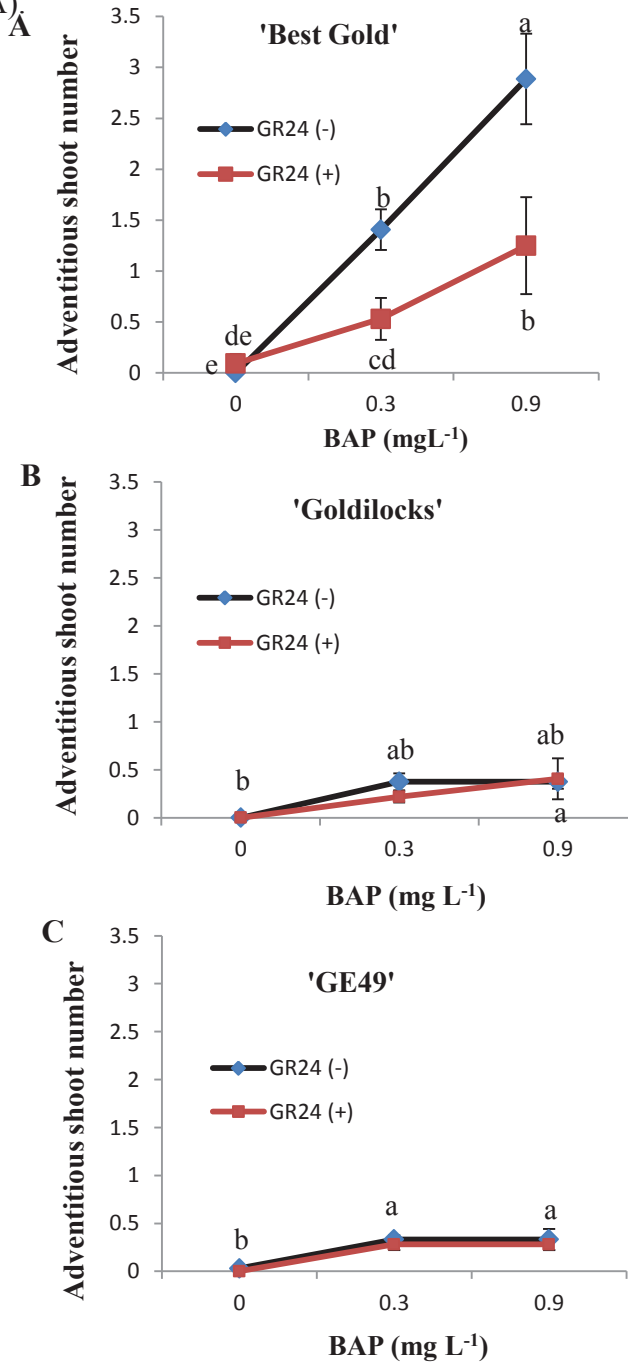 A).
A
'Best Gold'
Adventitious shoot number
3.5
3
2.5
2
1.5
1
0.5
0
GR24 (-)
GR24 (+)
a
b
de
e
cd
b
0 0.3 0.9
BAP (mgL-1)
B
'Goldilocks'
Adventitious shoot number
3.5
3
2.5
2
1.5
1
0.5
0
GR24 (-)
GR24 (+)
b
ab
ab
a
0 0.3 0.9
BAP (mg L-1)
C
'GE49'
Adventitious shoot number
3.5
3
2.5
2
1.5
1
0.5
0
GR24 (-)
GR24 (+)
b
a
a
0 0.3 0.9
BAP (mg L-1)